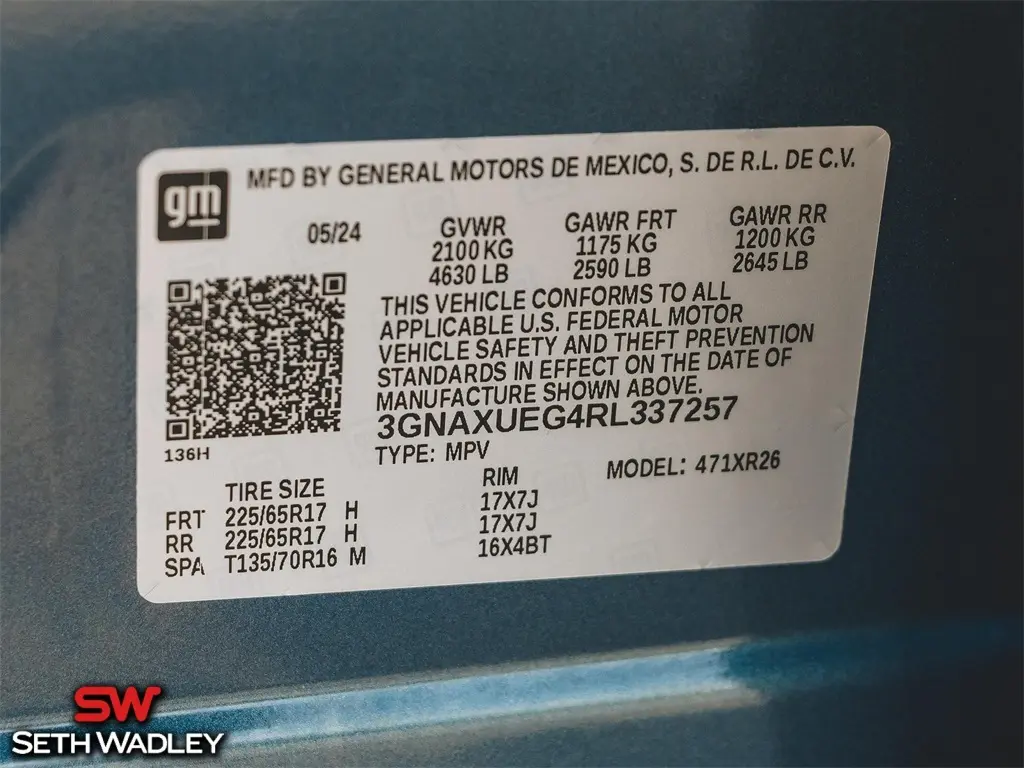 gm
MFD BY GENERAL MOTORS DE MEXICO, S. DE R.L. DE C.V.
05/24
GVWR GAWR FRT GAWR RR
2100 KG 1175 KG 1200 KG
4630 LB 2590 LB 2645 LB
THIS VEHICLE CONFORMS TO ALL
APPLICABLE U.S. FEDERAL MOTOR
VEHICLE SAFETY AND THEFT PREVENTION
STANDARDS IN EFFECT ON THE DATE OF
MANUFACTURE SHOWN ABOVE.
3GNAXUEG4RL337257
136H
TYPE: MPV MODEL: 471XR26
TIRE SIZE RIM
FRT 225/65R17 H 17X7J
RR 225/65R17 H 17X7J
SPA T135/70R16 M 16X4BT
SW
SETH WADLEY